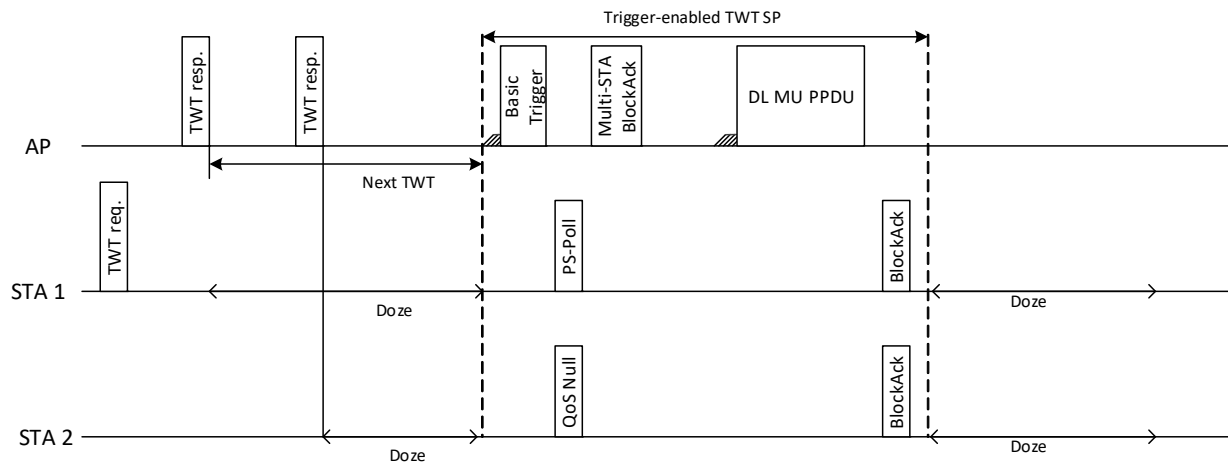 Trigger-enabled TWT SP
TWT resp.
TWT resp.
Basic
Trigger
Multi-STA
BlockAck
DL MU PPDU
AP
Next TWT
TWT req.
PS-Poll
BlockAck
STA 1
Doze
Doze
QoS Null
BlockAck
STA 2
Doze
Doze